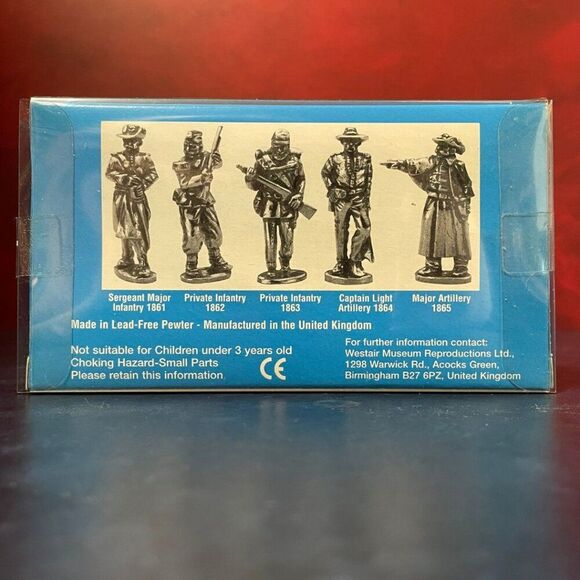 Sergeant Major
Infantry 1861
Private Infantry
1862
Private Infantry
1863
Captain Light
Artillery 1864
Major Artillery
1865
Made in Lead-Free Pewter - Manufactured in the United Kingdom
Not suitable for Children under 3 years old
Choking Hazard-Small Parts
Please retain this information
CE
For further information contact:
Westair Museum Reproductions Ltd.,
1298 Warwick Rd., Acocks Green,
Birmingham B27 6PZ, United Kingdom